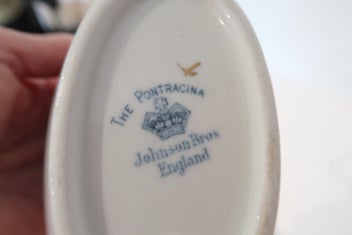 THE PONTRACINA
Johnson Bros
England